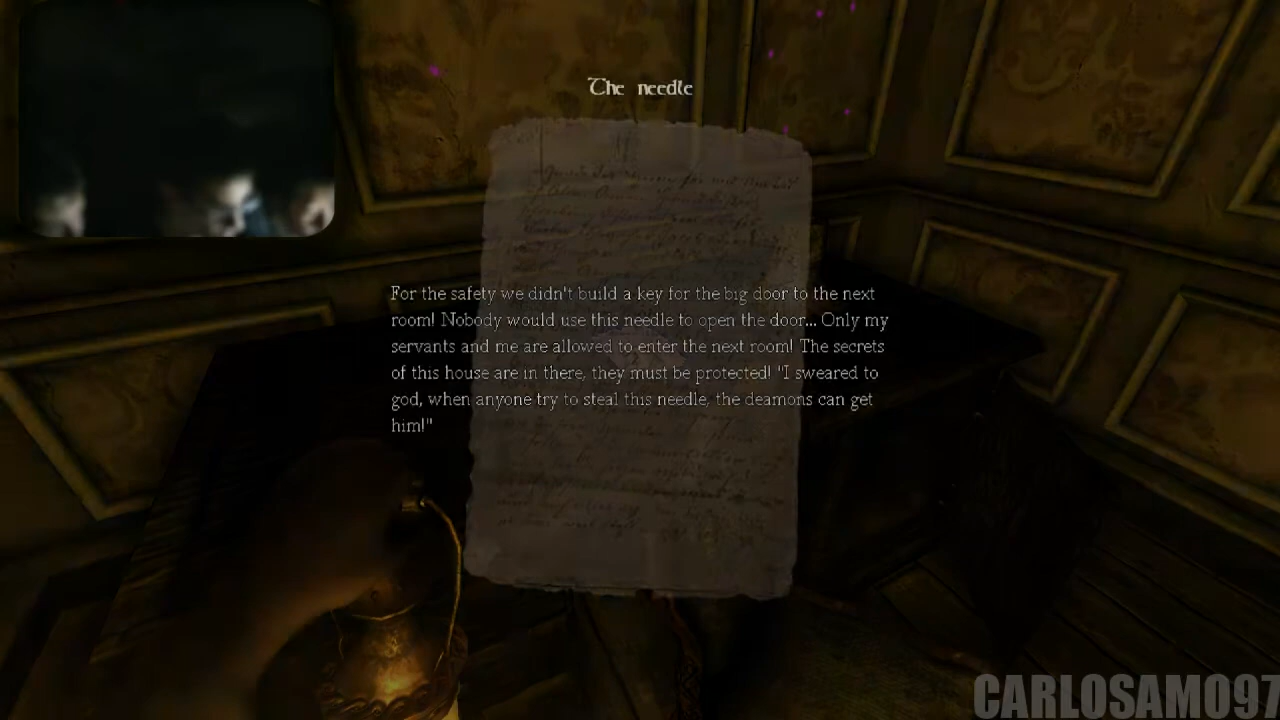 The needle
For the safety we didn't build a key for the big door to the next
room! Nobody would use this needle to open the door... Only my
servants and me are allowed to enter the next room! The secrets
of this house are in there, they must be protected! "I sweared to
god, when anyone try to steal this needle, the deamons can get
him!"
CARLOSAM097